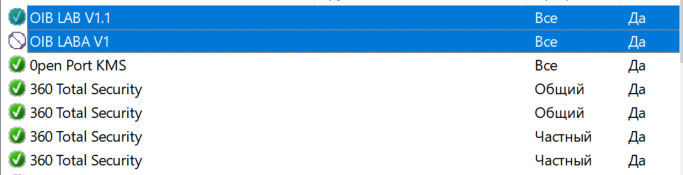 OIB LAB V1.1 Все Да
OIB LABA V1 Все Да
0pen Port KMS Все Да
360 Total Security Общий Да
360 Total Security Общий Да
360 Total Security Частный Да
360 Total Security Частный Да